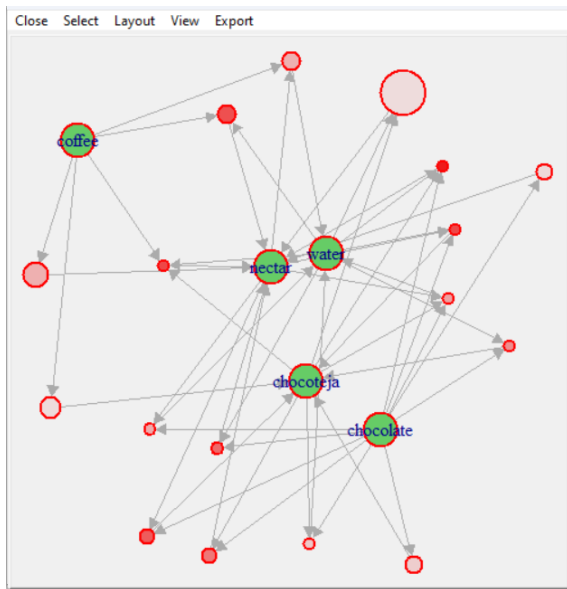 Close Select Layout View Export
coffee
water
nectar
chocoteja
chocolate